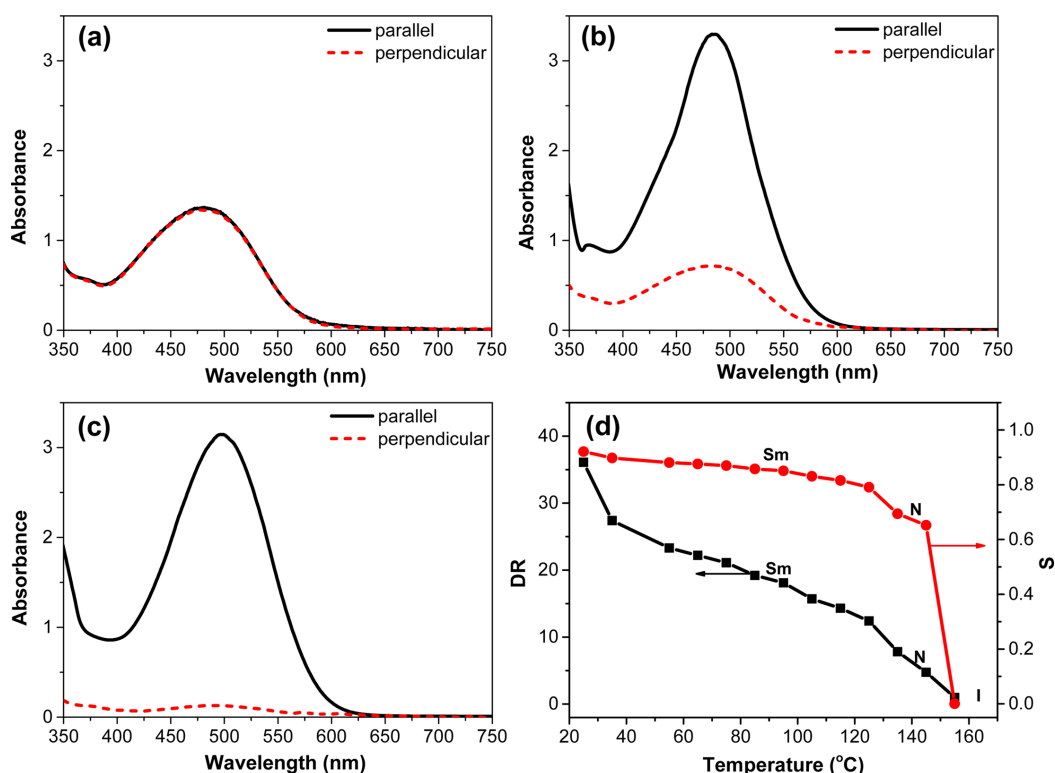 (a)
parallel
perpendicular
3
2
1
0
Absorbance
350 400 450 500 550 600 650 700 750
Wavelength (nm)
(b)
parallel
perpendicular
3
2
1
0
Absorbance
350 400 450 500 550 600 650 700 750
Wavelength (nm)
(c)
parallel
perpendicular
3
2
1
0
Absorbance
350 400 450 500 550 600 650 700 750
Wavelength (nm)
(d)
40
30
20
10
0
DR
Sm
N
Sm
N
I
1.0
0.8
0.6
0.4
0.2
0.0
S
20 40 60 80 100 120 140 160
Temperature (°C)